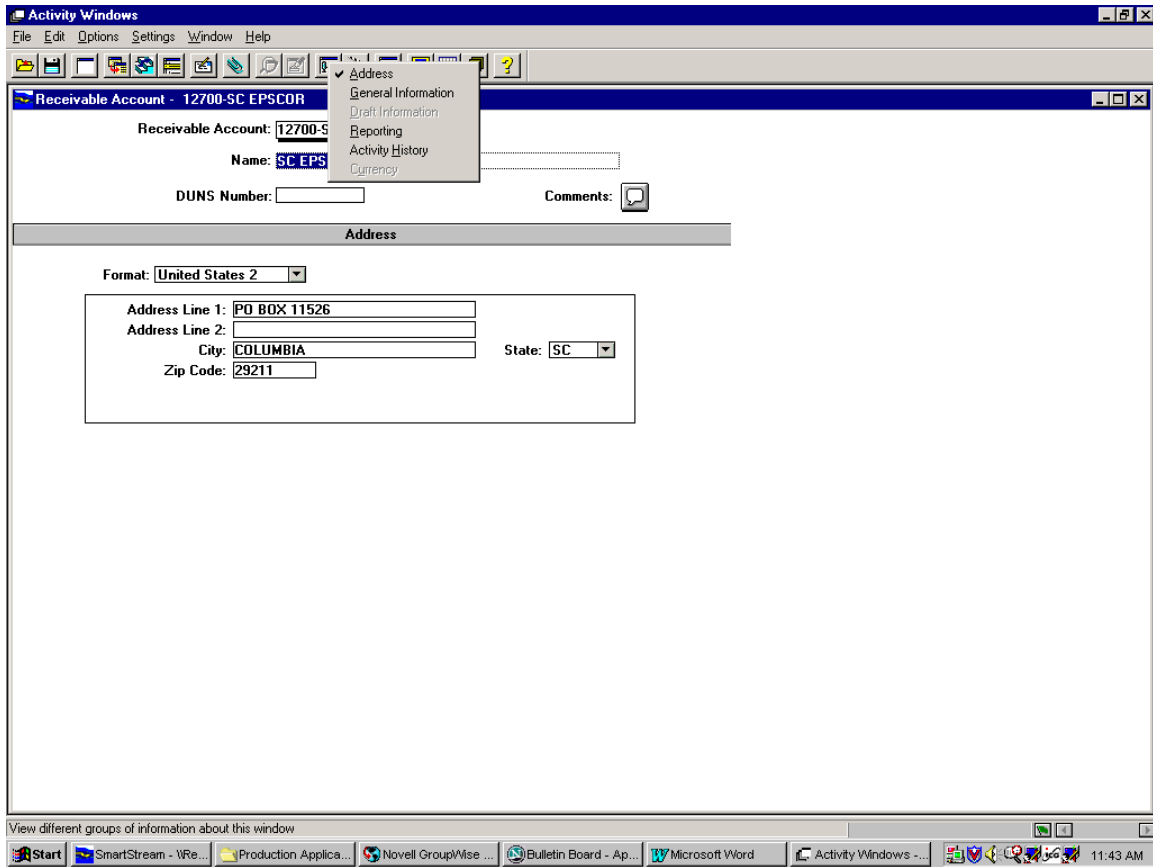 Activity Windows
File Edit Options Settings Window Help
Receivable Account - 12700-SC EPSCOR
Address
General Information
Draft Information
Reporting
Activity History
Currency
Receivable Account: 12700-S
Name: SC EPS
DUNS Number:
Comments:
Address
Format: United States 2
Address Line 1: PO BOX 11526
Address Line 2:
City: COLUMBIA State: SC
Zip Code: 29211
View different groups of information about this window
Start SmartStream - \\Re... Production Applica... Novell GroupWise ... Bulletin Board - Ap... Microsoft Word Activity Windows -... 11:43 AM